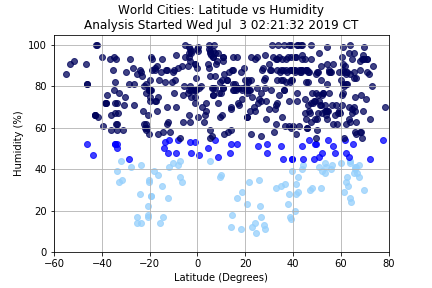 World Cities: Latitude vs Humidity
Analysis Started Wed Jul  3 02:21:32 2019 CT
Humidity (%)
100
80
60
40
20
0
−60 −40 −20 0 20 40 60 80
Latitude (Degrees)